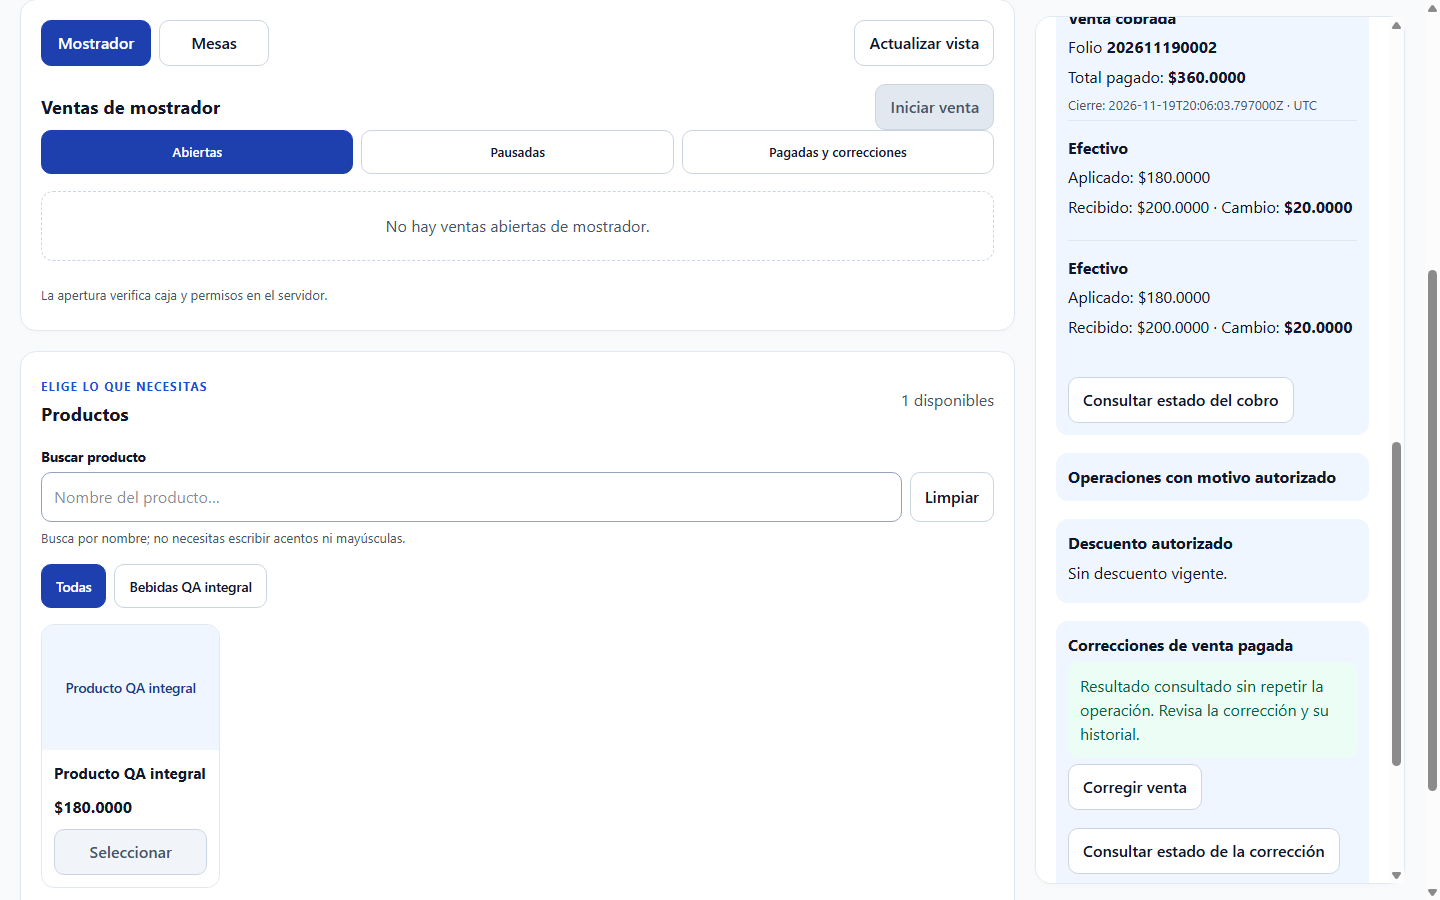 Mostrador
Mesas
Actualizar vista
Ventas de mostrador
Iniciar venta
Abiertas
Pausadas
Pagadas y correcciones
No hay ventas abiertas de mostrador.
La apertura verifica caja y permisos en el servidor.
ELIGE LO QUE NECESITAS
Productos
1 disponibles
Buscar producto
Nombre del producto...
Limpiar
Busca por nombre; no necesitas escribir acentos ni mayúsculas.
Todas
Bebidas QA integral
Producto QA integral
Producto QA integral
$180.0000
Seleccionar
Venta cobrada
Folio 202611190002
Total pagado: $360.0000
Cierre: 2026-11-19T20:06:03.797000Z · UTC
Efectivo
Aplicado: $180.0000
Recibido: $200.0000 · Cambio: $20.0000
Efectivo
Aplicado: $180.0000
Recibido: $200.0000 · Cambio: $20.0000
Consultar estado del cobro
Operaciones con motivo autorizado
Descuento autorizado
Sin descuento vigente.
Correcciones de venta pagada
Resultado consultado sin repetir la
operación. Revisa la corrección y su
historial.
Corregir venta
Consultar estado de la corrección